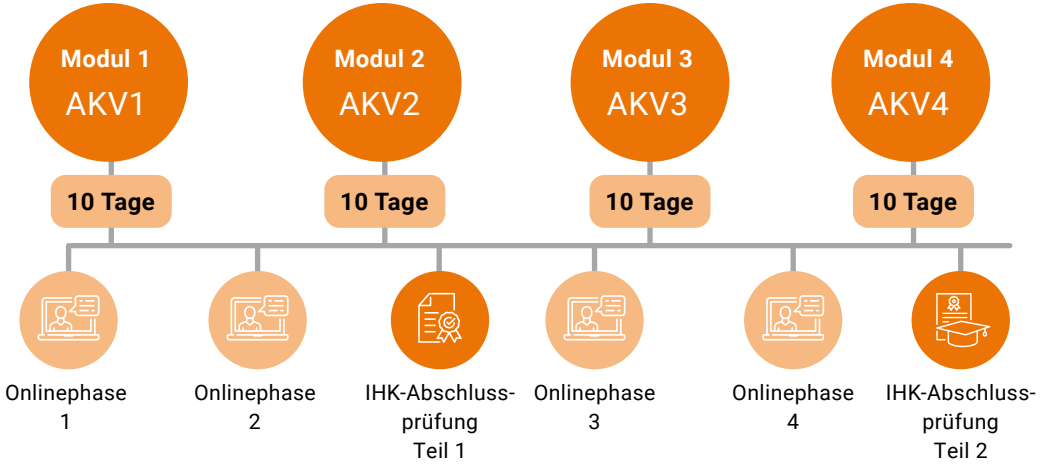 Modul 1
AKV1
Modul 2
AKV2
Modul 3
AKV3
Modul 4
AKV4
10 Tage
10 Tage
10 Tage
10 Tage
Onlinephase
1
Onlinephase
2
IHK-Abschluss-
prüfung
Teil 1
Onlinephase
3
Onlinephase
4
IHK-Abschluss-
prüfung
Teil 2